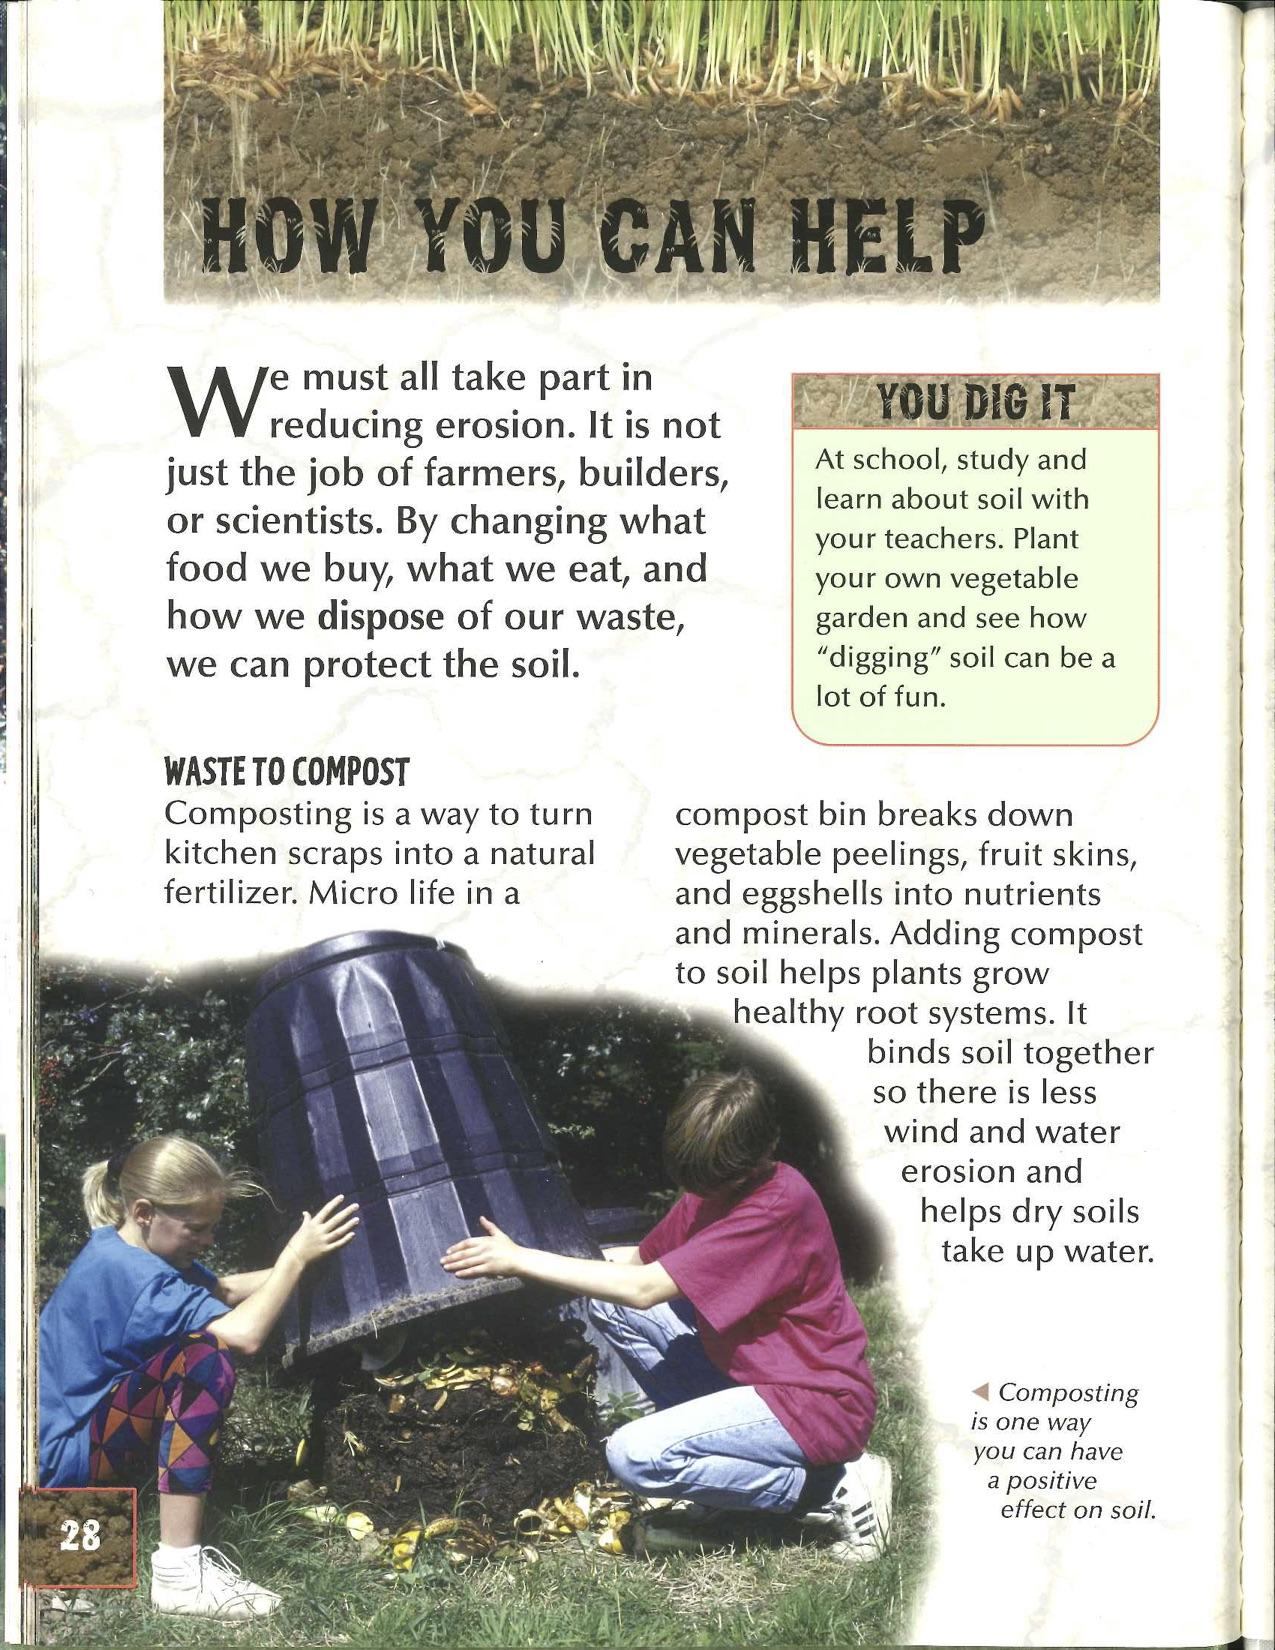 HOW YOU CAN HELP
We must all take part in
reducing erosion. It is not
just the job of farmers, builders,
or scientists. By changing what
food we buy, what we eat, and
how we dispose of our waste,
we can protect the soil.
YOU DIG IT
At school, study and
learn about soil with
your teachers. Plant
your own vegetable
garden and see how
“digging” soil can be a
lot of fun.
WASTE TO COMPOST
Composting is a way to turn
kitchen scraps into a natural
fertilizer. Micro life in a
compost bin breaks down
vegetable peelings, fruit skins,
and eggshells into nutrients
and minerals. Adding compost
to soil helps plants grow
healthy root systems. It
binds soil together
so there is less
wind and water
erosion and
helps dry soils
take up water.
◀ Composting
is one way
you can have
a positive
effect on soil.
28